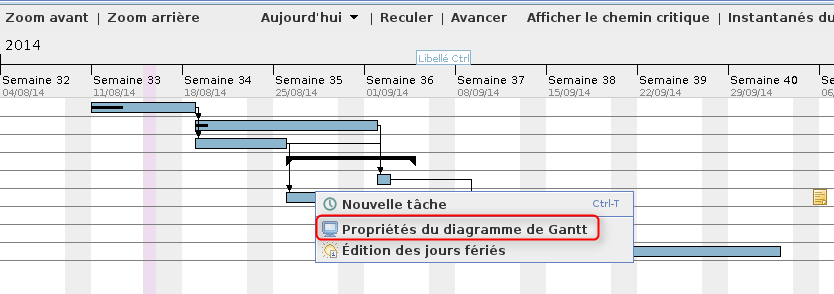 Zoom avant | Zoom arrière Aujourd'hui | Reculer | Avancer Afficher le chemin critique | Instantanés du
2014
Libellé Ctrl
Semaine 32 Semaine 33 Semaine 34 Semaine 35 Semaine 36 Semaine 37 Semaine 38 Semaine 39 Semaine 40 Se
04/08/14 11/08/14 18/08/14 25/08/14 01/09/14 08/09/14 15/09/14 22/09/14 29/09/14
Nouvelle tâche Ctrl-T
Propriétés du diagramme de Gantt
Édition des jours fériés